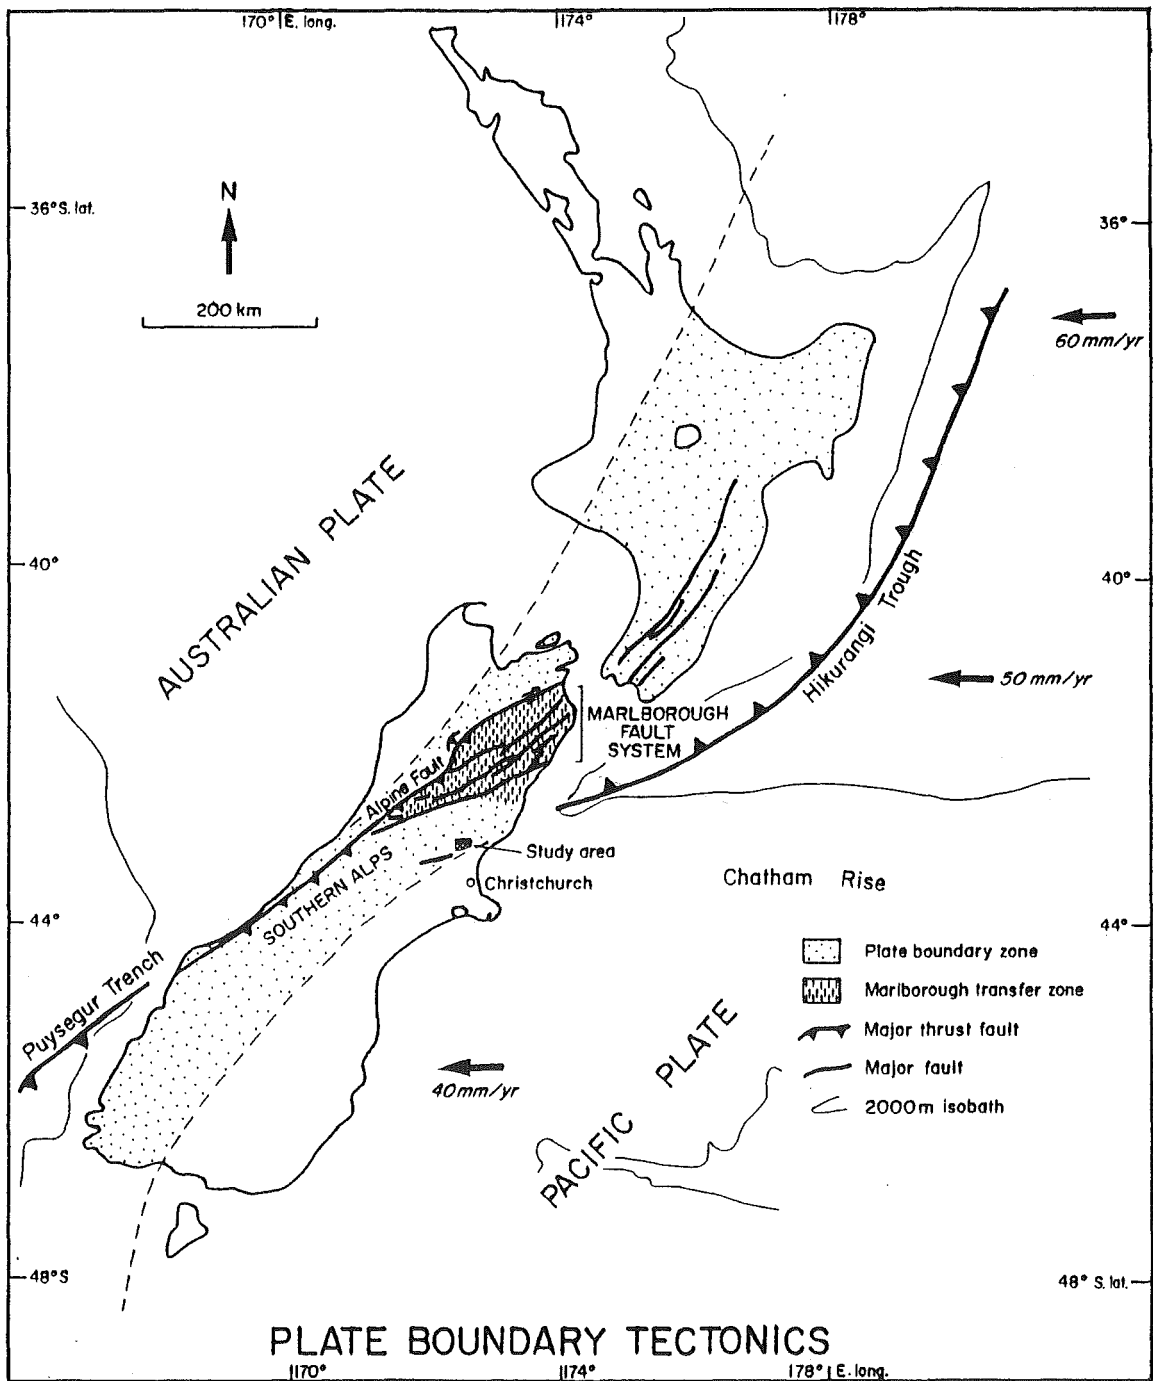 170° E. long.
174°
178°
N
36° S. lat.
36°
200 km
60 mm/yr
AUSTRALIAN PLATE
40°
40°
Hikurangi Trough
50 mm/yr
MARLBOROUGH
FAULT
SYSTEM
Alpine Fault
Study area
SOUTHERN ALPS
Christchurch
Chatham Rise
44°
44°
Plate boundary zone
Marlborough transfer zone
Puysegur Trench
Major thrust fault
Major fault
40 mm/yr
2000 m isobath
PACIFIC PLATE
48° S
48° S. lat.
PLATE BOUNDARY TECTONICS
170°
174°
178° E. long.